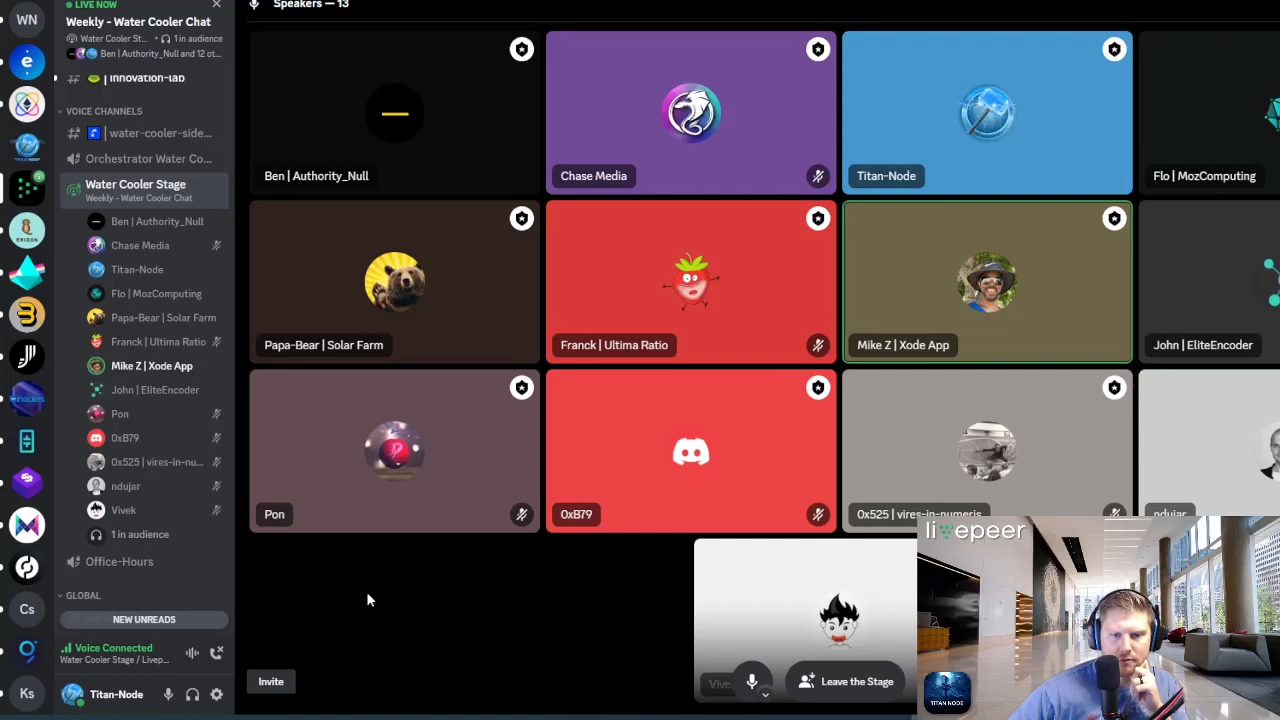 WN
LIVE NOW
Weekly - Water Cooler Chat
Water Cooler St... · 1 in audience
Ben | Authority_Null and 12 ot...
| innovation-lab
VOICE CHANNELS
| water-cooler-side...
Orchestrator Water Co...
Water Cooler Stage
Weekly - Water Cooler Chat
Ben | Authority_Null
Chase Media
Titan-Node
Flo | MozComputing
Papa-Bear | Solar Farm
Franck | Ultima Ratio
Mike Z | Xode App
John | EliteEncoder
Pon
0xB79
0x525 | vires-in-nu...
ndujar
Vivek
1 in audience
Office-Hours
GLOBAL
NEW UNREADS
Voice Connected
Water Cooler Stage / Livep...
Titan-Node
ERIGON
insiders
Cs
Ks
Speakers — 13
Ben | Authority_Null
Chase Media
Titan-Node
Flo | MozComputing
Papa-Bear | Solar Farm
Franck | Ultima Ratio
Mike Z | Xode App
John | EliteEncoder
Pon
0xB79
0x525 | vires-in-numeris
ndujar
Vive
Invite
Leave the Stage
livepeer
TITAN NODE